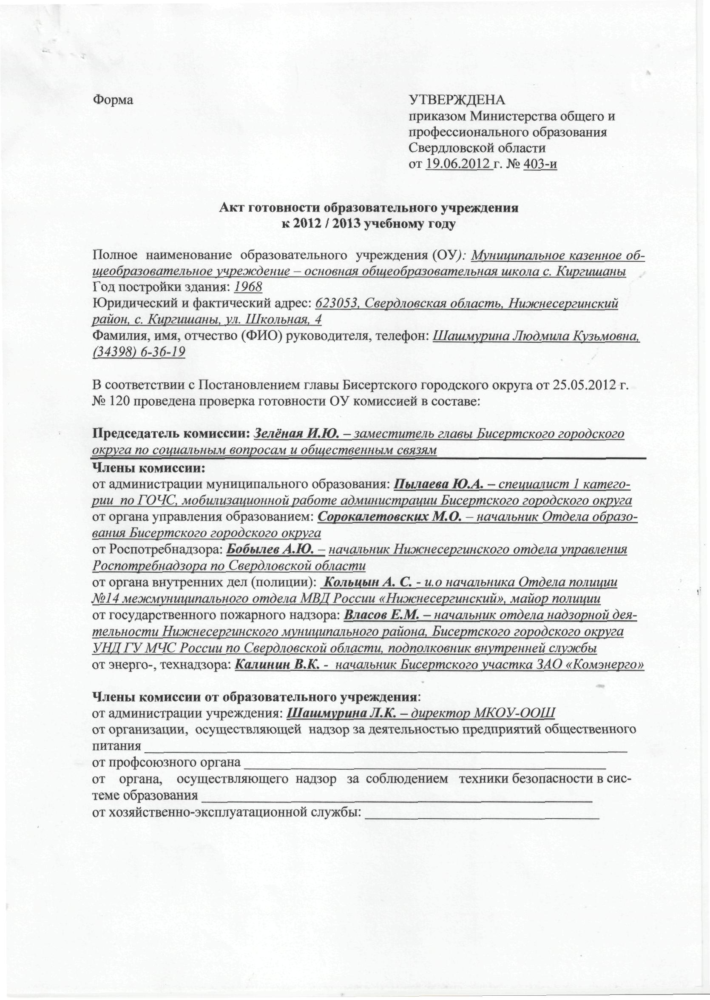 Форма
УТВЕРЖДЕНА
приказом Министерства общего и
профессионального образования
Свердловской области
от 19.06.2012 г. № 403-и
Акт готовности образовательного учреждения
к 2012 / 2013 учебному году
Полное наименование образовательного учреждения (ОУ): Муниципальное казенное об-
щеобразовательное учреждение – основная общеобразовательная школа с. Киргишаны
Год постройки здания: 1968
Юридический и фактический адрес: 623053, Свердловская область, Нижнесергинский
район, с. Киргишаны, ул. Школьная, 4
Фамилия, имя, отчество (ФИО) руководителя, телефон: Шашмурина Людмила Кузьмовна,
(34398) 6-36-19
В соответствии с Постановлением главы Бисертского городского округа от 25.05.2012 г.
№ 120 проведена проверка готовности ОУ комиссией в составе:
Председатель комиссии: Зелёная И.Ю. – заместитель главы Бисертского городского
округа по социальным вопросам и общественным связям
Члены комиссии:
от администрации муниципального образования: Пылаева Ю.А. – специалист 1 катего-
рии по ГОЧС, мобилизационной работе администрации Бисертского городского округа
от органа управления образованием: Сорокалетовских М.О. – начальник Отдела образо-
вания Бисертского городского округа
от Роспотребнадзора: Бобылев А.Ю. – начальник Нижнесергинского отдела управления
Роспотребнадзора по Свердловской области
от органа внутренних дел (полиции): Кольцын А. С. - и.о начальника Отдела полиции
№14 межмуниципального отдела МВД России «Нижнесергинский», майор полиции
от государственного пожарного надзора: Власов Е.М. – начальник отдела надзорной дея-
тельности Нижнесергинского муниципального района, Бисертского городского округа
УНД ГУ МЧС России по Свердловской области, подполковник внутренней службы
от энерго-, технадзора: Калинин В.К. - начальник Бисертского участка ЗАО «Комэнерго»
Члены комиссии от образовательного учреждения:
от администрации учреждения: Шашмурина Л.К. – директор МКОУ-ООШ
от организации, осуществляющей надзор за деятельностью предприятий общественного
питания
от профсоюзного органа
от органа, осуществляющего надзор за соблюдением техники безопасности в сис-
теме образования
от хозяйственно-эксплуатационной службы: